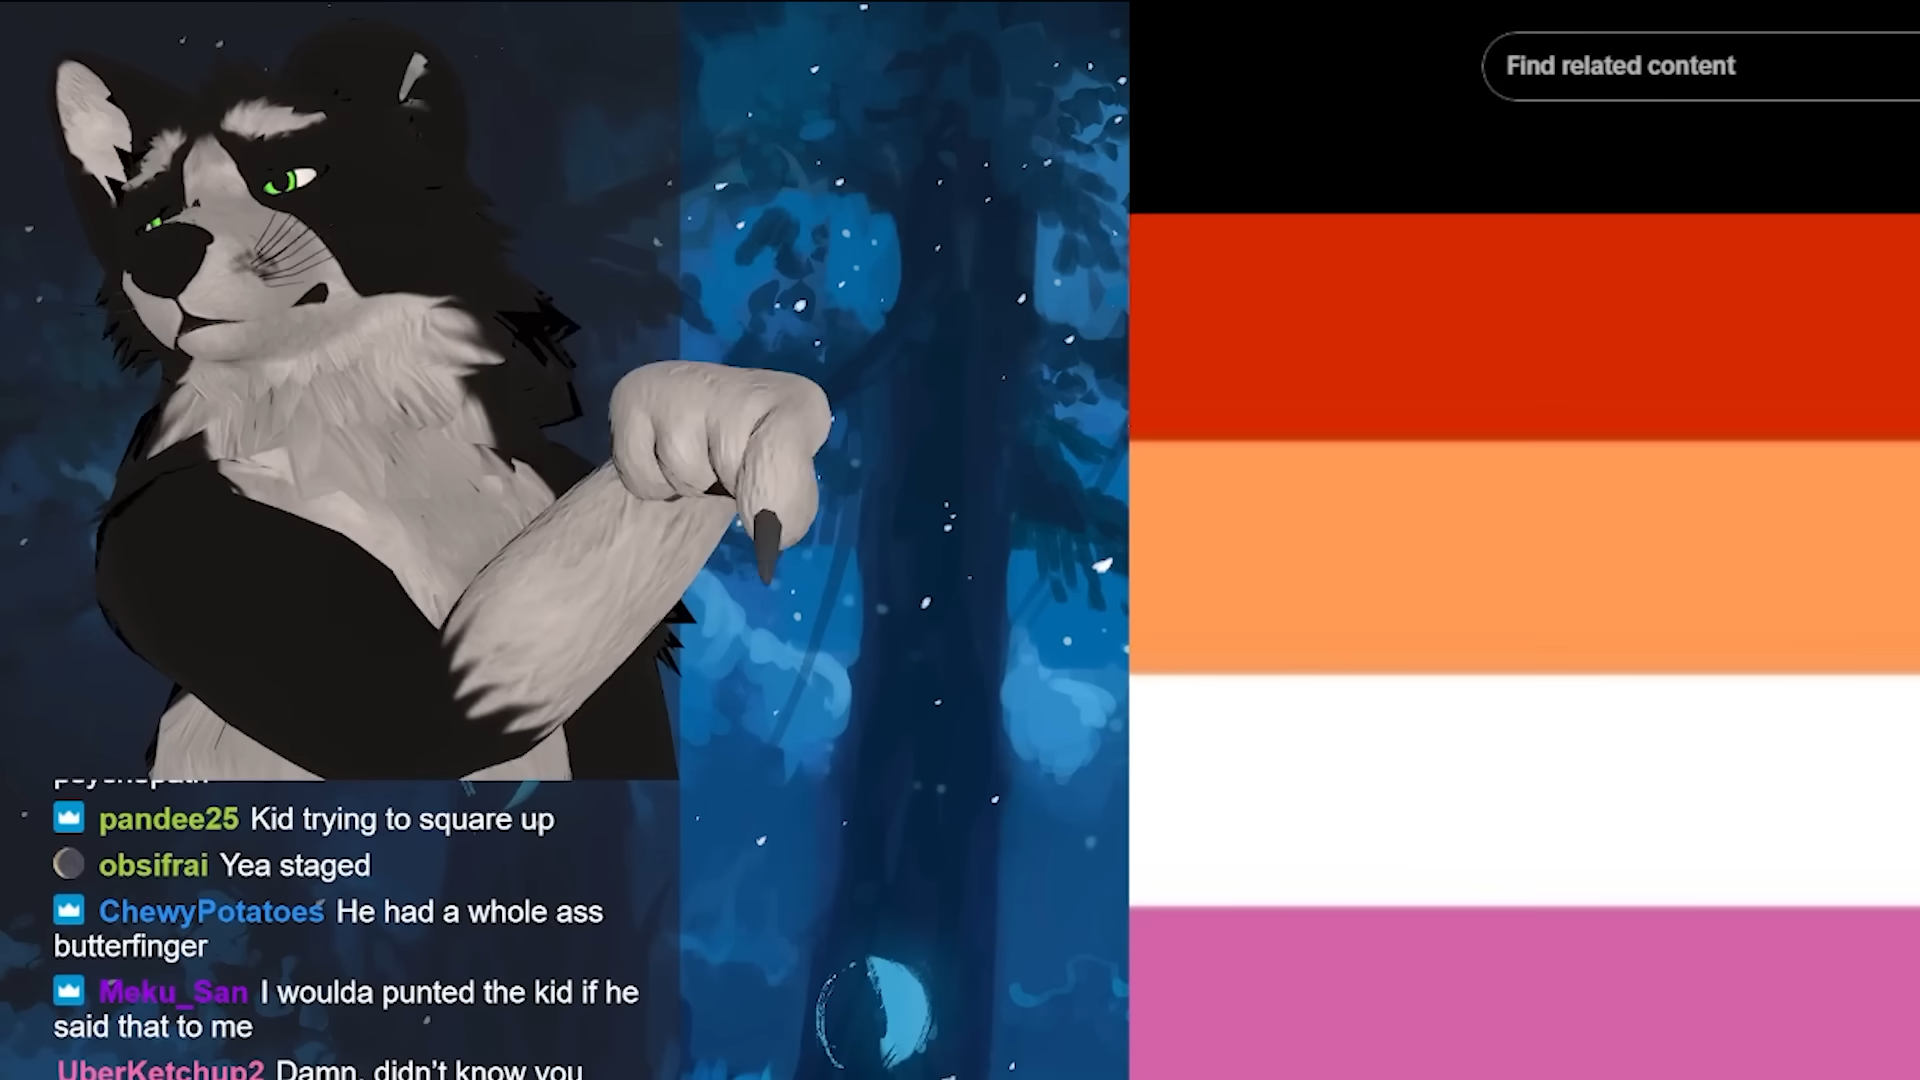 Find related content
pandee25 Kid trying to square up
obsifrai Yea staged
ChewyPotatoes He had a whole ass
butterfinger
Meku_San I woulda punted the kid if he
said that to me
UberKetchup2 Damn, didn't know you